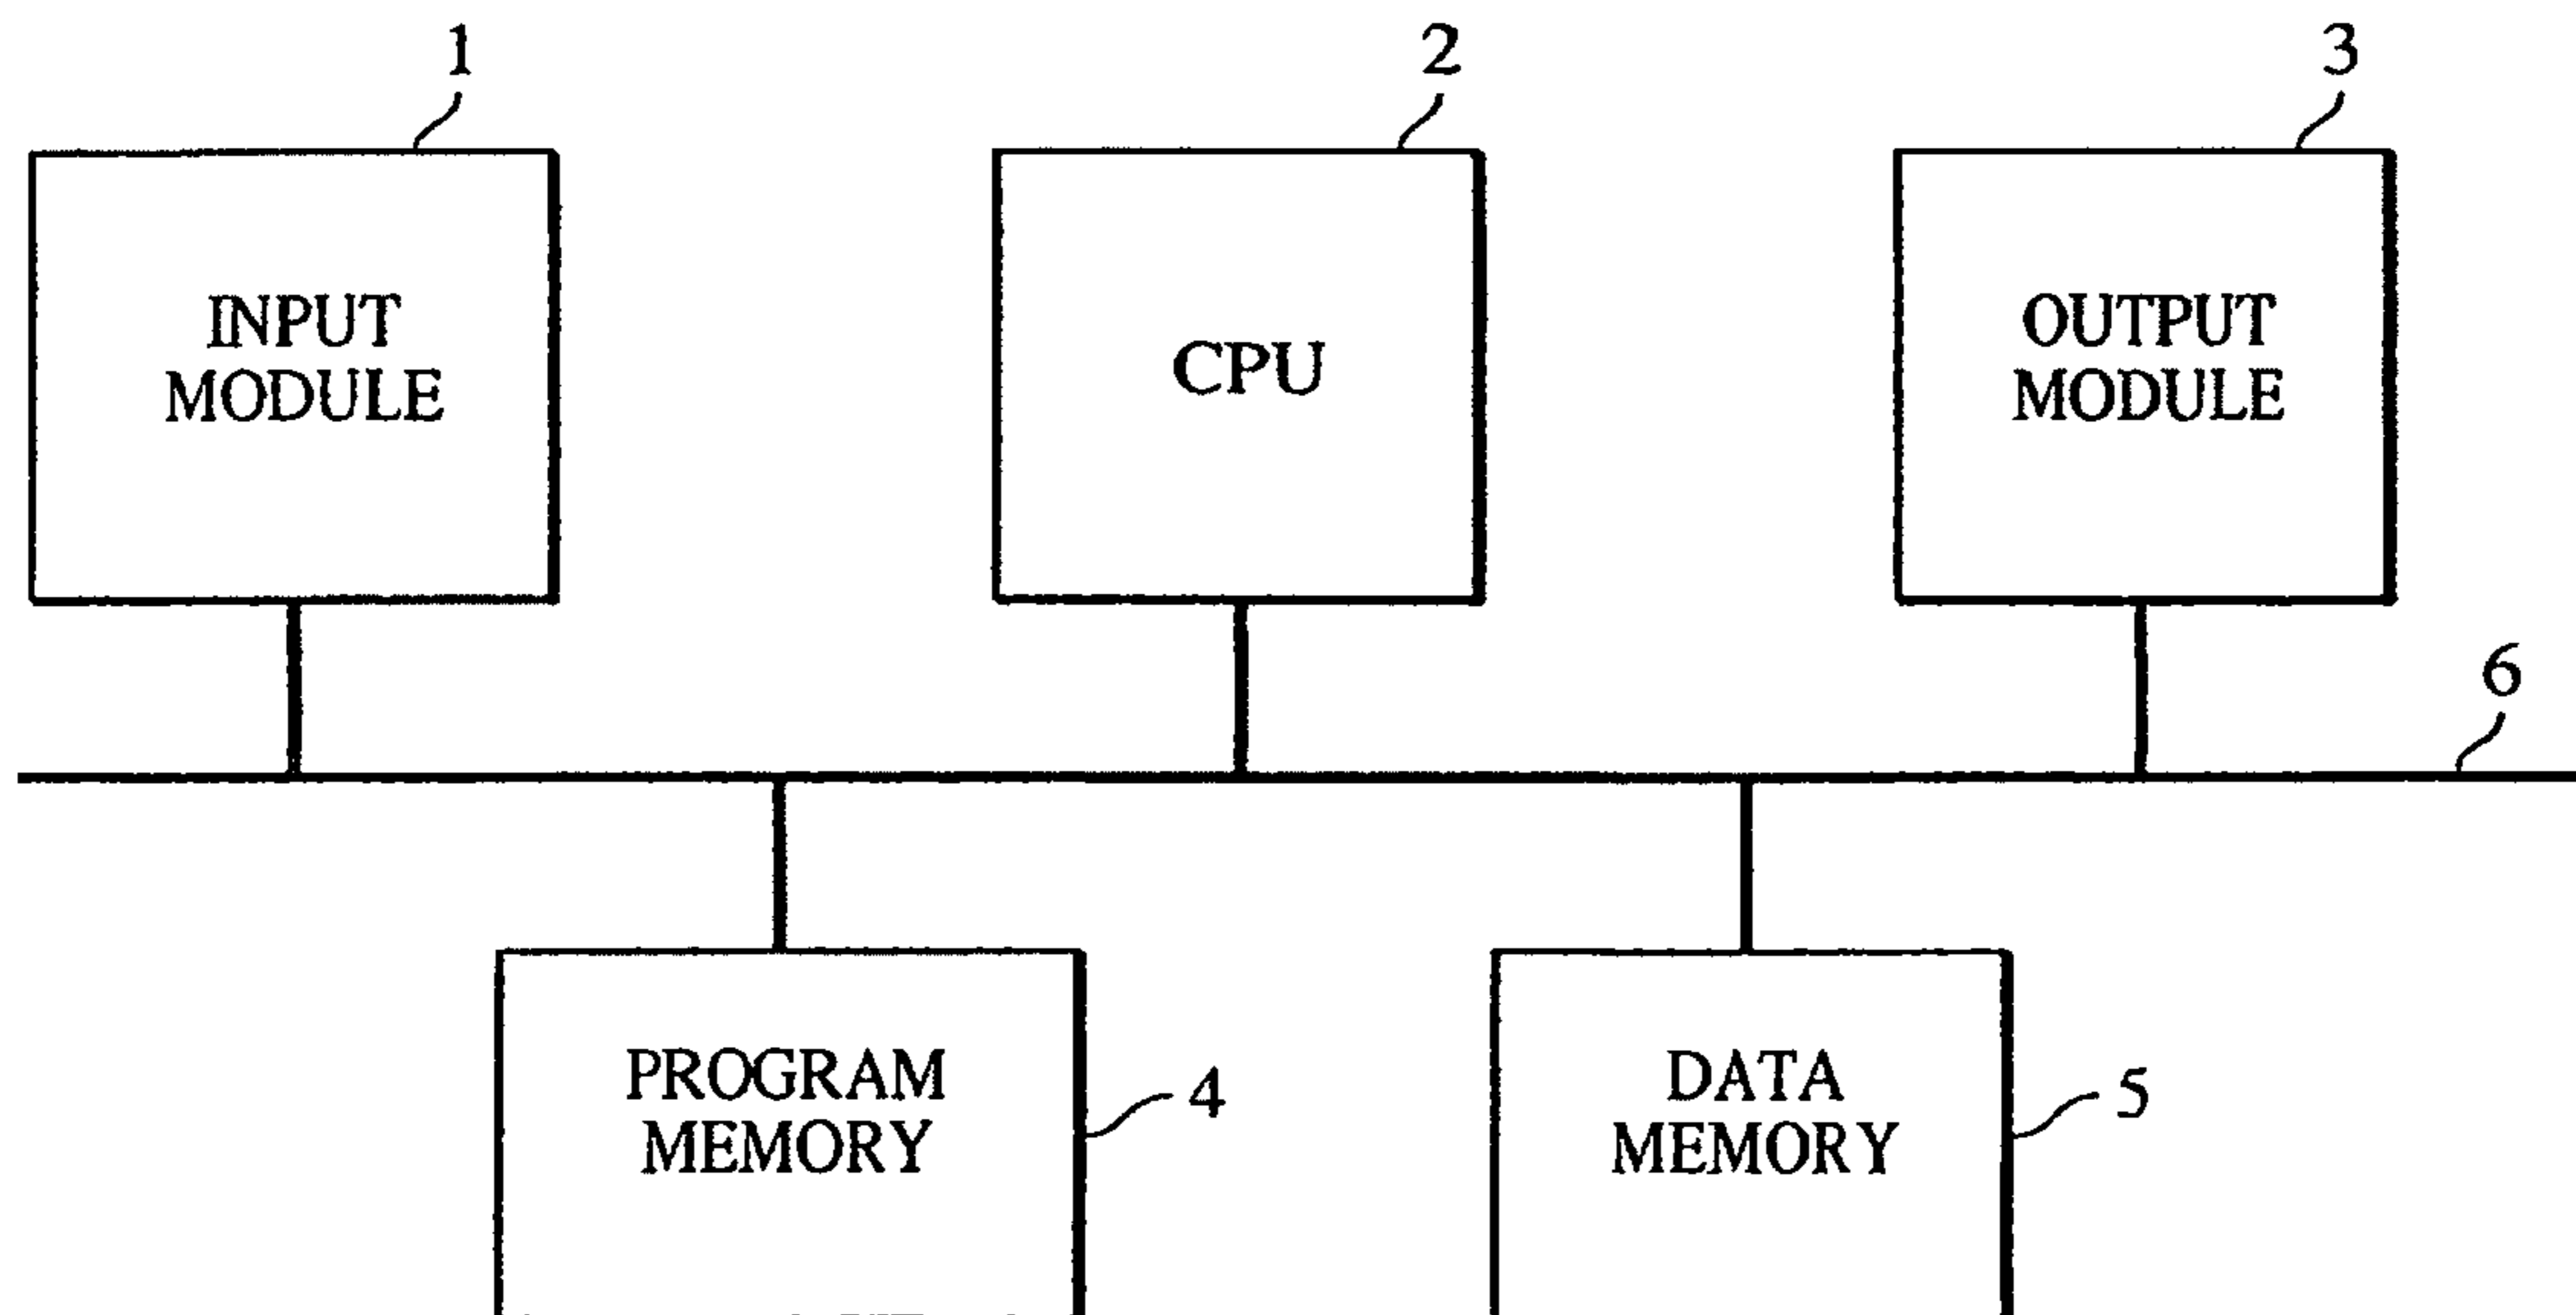 1
2
3
INPUT
MODULE
CPU
OUTPUT
MODULE
6
PROGRAM
MEMORY
4
DATA
MEMORY
5